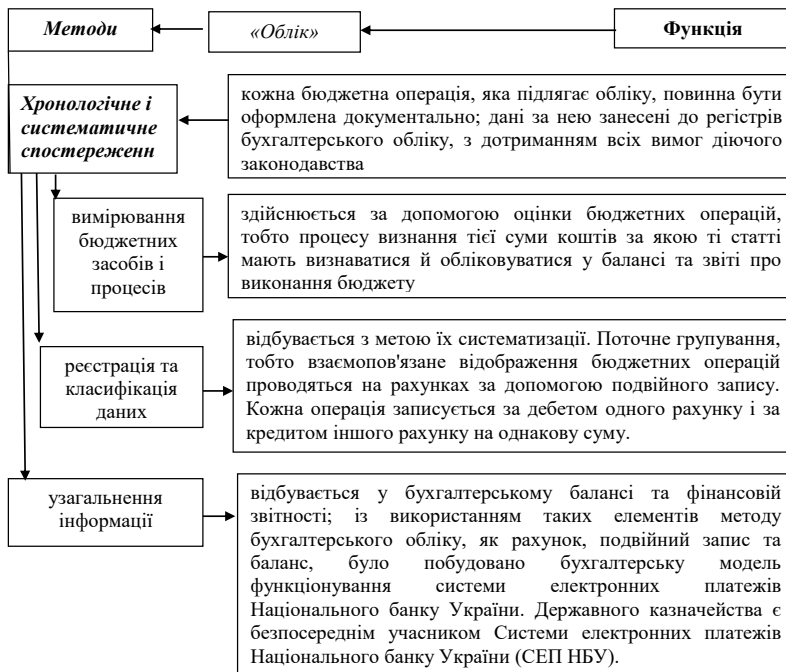 Методи
«Облік»
Функція
Хронологічне і
систематичне
спостереженн
кожна бюджетна операція, яка підлягає обліку, повинна бути
оформлена документально; дані за нею занесені до регістрів
бухгалтерського обліку, з дотриманням всіх вимог діючого
законодавства
вимірювання
бюджетних
засобів і
процесів
здійснюється за допомогою оцінки бюджетних операцій,
тобто процесу визнання тієї суми коштів за якою ті статті
мають визнаватися й обліковуватися у балансі та звіті про
виконання бюджету
реєстрація та
класифікація
даних
відбувається з метою їх систематизації. Поточне групування,
тобто взаємопов'язане відображення бюджетних операцій
проводяться на рахунках за допомогою подвійного запису.
Кожна операція записується за дебетом одного рахунку і за
кредитом іншого рахунку на однакову суму.
узагальнення
інформації
відбувається у бухгалтерському балансі та фінансовій
звітності; із використанням таких елементів методу
бухгалтерського обліку, як рахунок, подвійний запис та
баланс, було побудовано бухгалтерську модель
функціонування системи електронних платежів
Національного банку України. Державного казначейства є
безпосереднім учасником Системи електронних платежів
Національного банку України (СЕП НБУ).